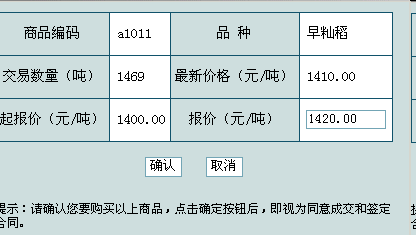 商品编码 a1011 品 种 早籼稻
交易数量（吨） 1469 最新价格（元/吨） 1410.00
起报价（元/吨） 1400.00 报价（元/吨） 1420.00
确认 取消
提示：请确认您要购买以上商品，点击确定按钮后，即视为同意成交和签定
合同。